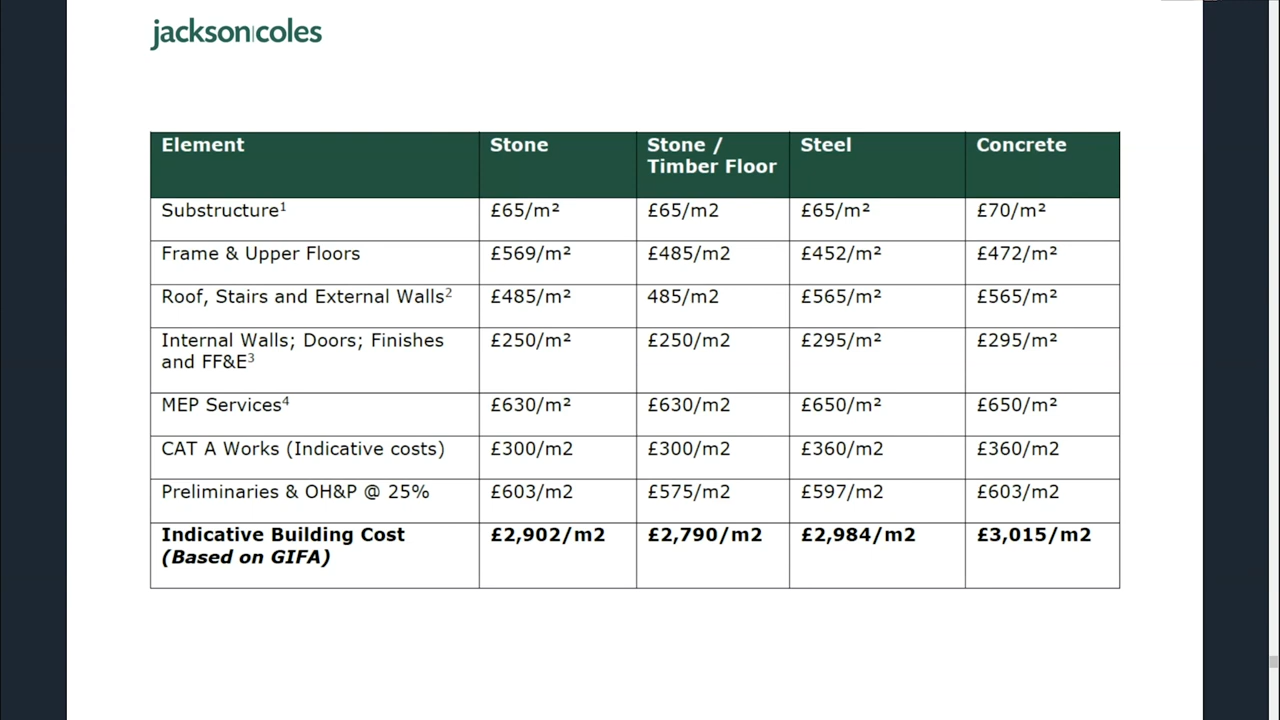 jackson|coles
Element Stone Stone / Steel Concrete
Timber Floor
Substructure¹ £65/m² £65/m2 £65/m² £70/m²
Frame & Upper Floors £569/m² £485/m2 £452/m² £472/m²
Roof, Stairs and External Walls² £485/m² 485/m2 £565/m² £565/m²
Internal Walls; Doors; Finishes £250/m² £250/m2 £295/m² £295/m²
and FF&E³
MEP Services⁴ £630/m² £630/m2 £650/m² £650/m²
CAT A Works (Indicative costs) £300/m2 £300/m2 £360/m2 £360/m2
Preliminaries & OH&P @ 25% £603/m2 £575/m2 £597/m2 £603/m2
Indicative Building Cost £2,902/m2 £2,790/m2 £2,984/m2 £3,015/m2
(Based on GIFA)